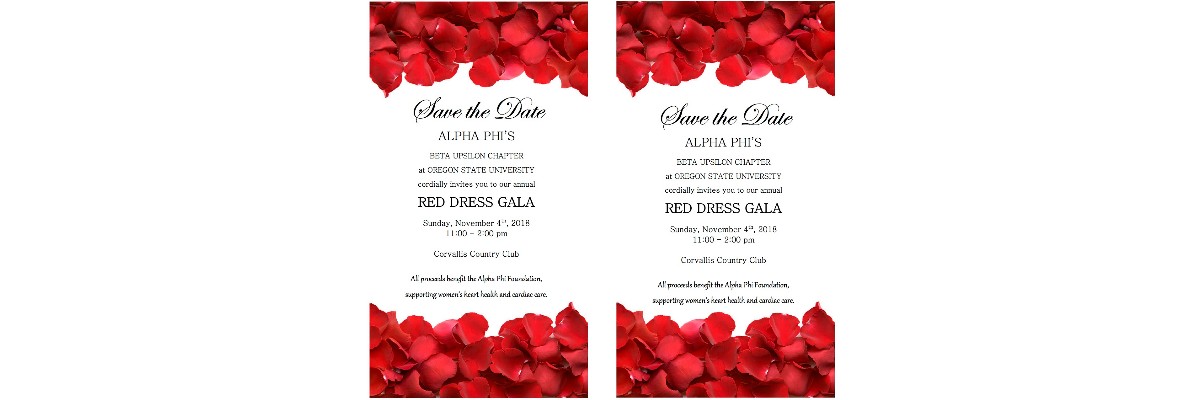 Save the Date
ALPHA PHI'S
BETA UPSILON CHAPTER
at OREGON STATE UNIVERSITY
cordially invites you to our annual
RED DRESS GALA
Sunday, November 4th, 2018
11:00 – 2:00 pm
Corvallis Country Club
All proceeds benefit the Alpha Phi Foundation,
supporting women's heart health and cardiac care.
Save the Date
ALPHA PHI'S
BETA UPSILON CHAPTER
at OREGON STATE UNIVERSITY
cordially invites you to our annual
RED DRESS GALA
Sunday, November 4th, 2018
11:00 – 2:00 pm
Corvallis Country Club
All proceeds benefit the Alpha Phi Foundation,
supporting women's heart health and cardiac care.